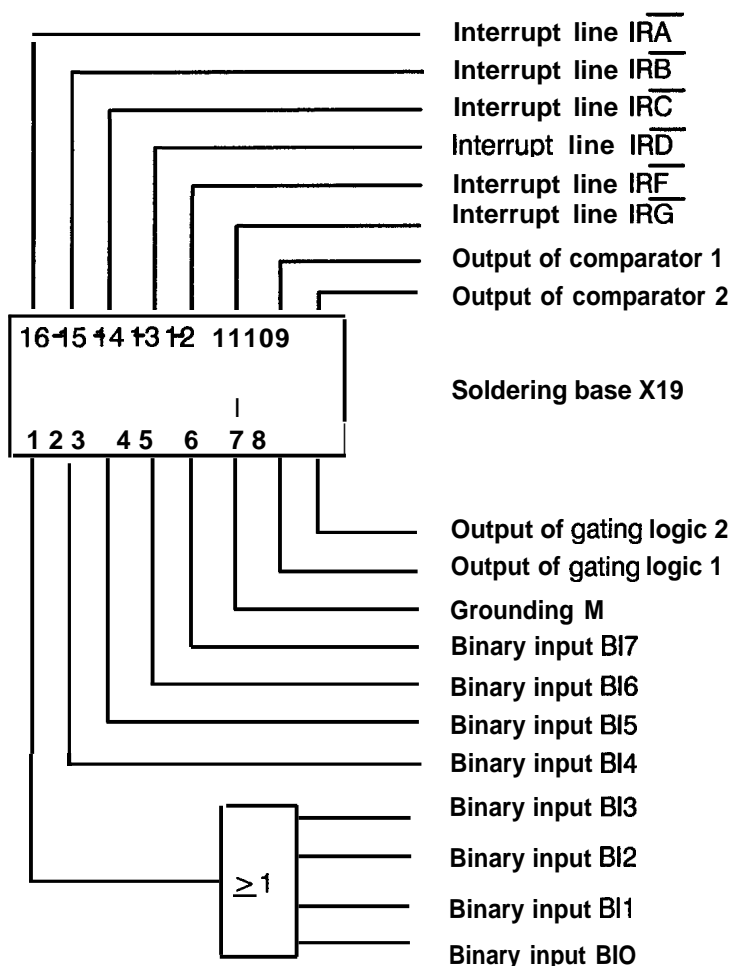 Interrupt line IRA̅
Interrupt line IRB̅
Interrupt line IRC̅
Interrupt line IRD̅
Interrupt line IRF̅
Interrupt line IRG̅
Output of comparator 1
Output of comparator 2
16 15 14 13 12 11109
Soldering base X19
1 2 3 4 5 6 7 8
Output of gating logic 2
Output of gating logic 1
Grounding M
Binary input BI7
Binary input BI6
Binary input BI5
Binary input BI4
Binary input BI3
Binary input BI2
≥1
Binary input BI1
Binary input BIO